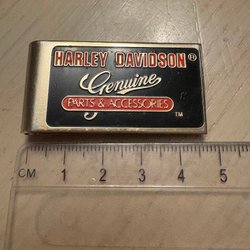 HARLEY DAVIDSON ®
Genuine
PARTS & ACCESSORIES
™
CM 1 2 3 4 5